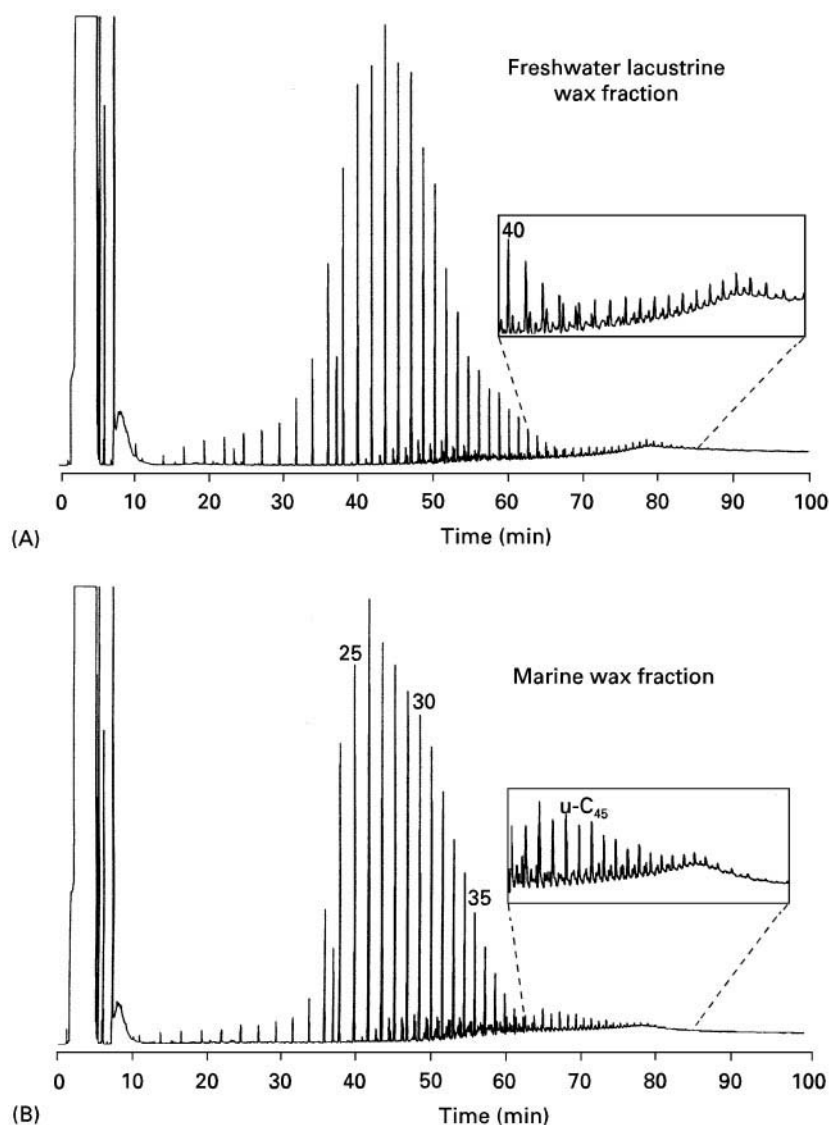 Freshwater lacustrine
wax fraction
40
0 10 20 30 40 50 60 70 80 90 100
Time (min)
(A)
25
30
35
Marine wax fraction
u-C45
0 10 20 30 40 50 60 70 80 90 100
Time (min)
(B)